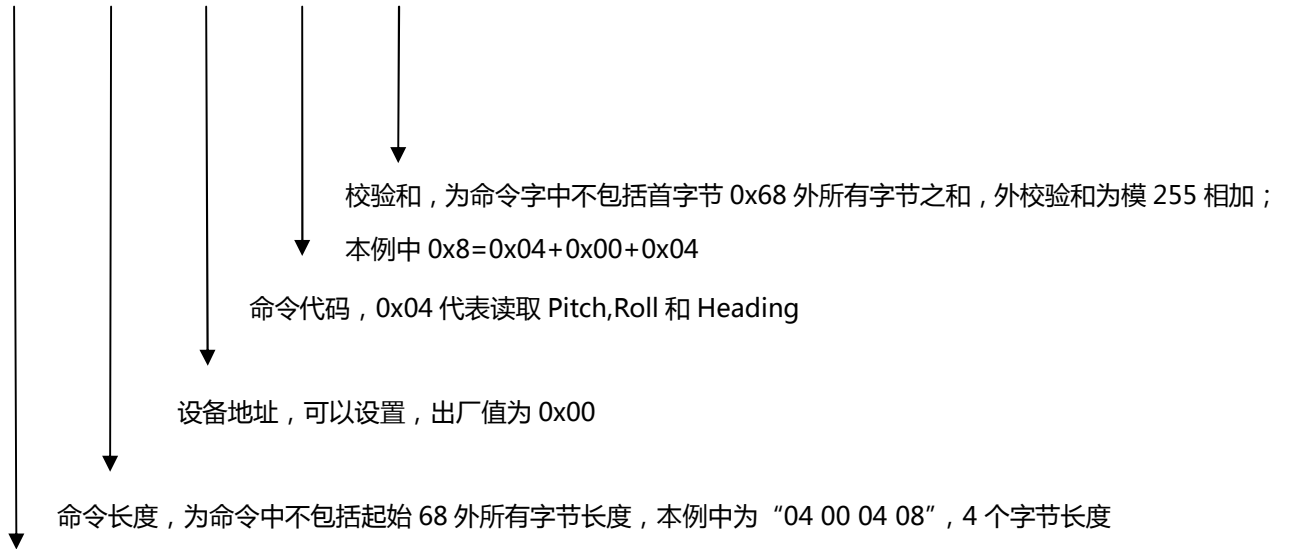 校验和，为命令字中不包括首字节 0x68 外所有字节之和，外校验和为模 255 相加；
本例中 0x8=0x04+0x00+0x04
命令代码，0x04 代表读取 Pitch,Roll 和 Heading
设备地址，可以设置，出厂值为 0x00
命令长度，为命令中不包括起始 68 外所有字节长度，本例中为“04 00 04 08”，4 个字节长度